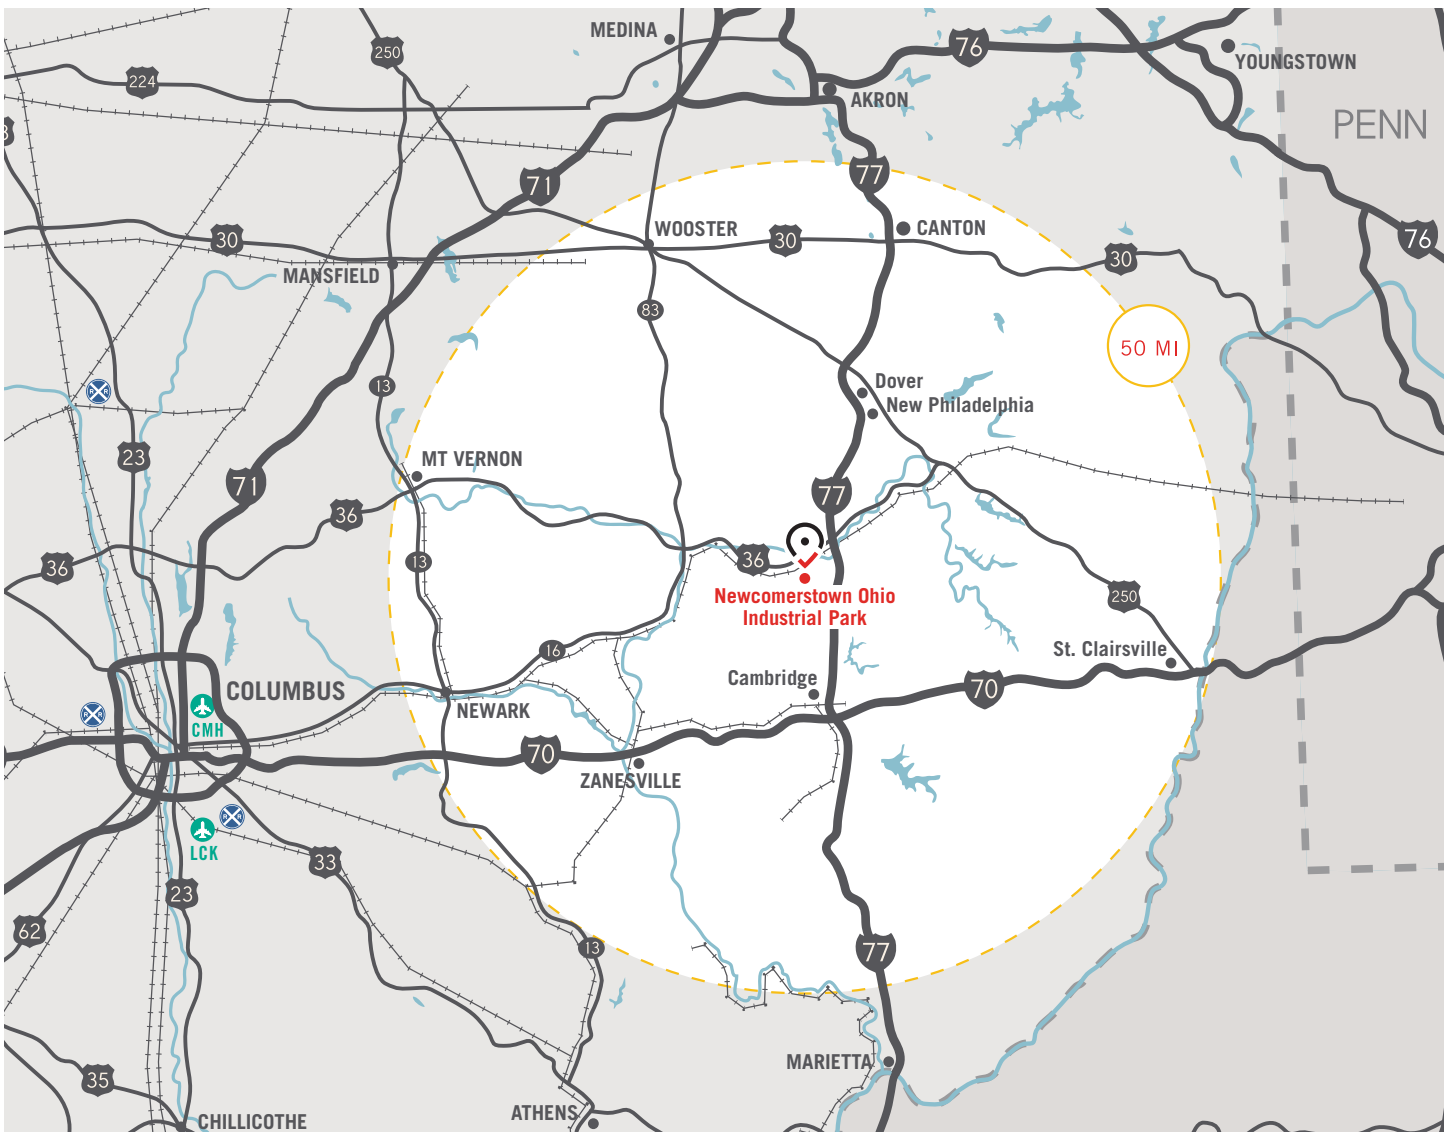 MEDINA
250
76
YOUNGSTOWN
224
AKRON
PENN
77
71
WOOSTER
CANTON
30
30
76
30
MANSFIELD
83
50 MI
13
Dover
New Philadelphia
23
MT VERNON
71
77
36
36
36
13
Newcomerstown Ohio
Industrial Park
250
16
St. Clairsville
Cambridge
70
COLUMBUS
CMH
NEWARK
70
ZANESVILLE
LCK
33
23
62
13
77
MARIETTA
35
ATHENS
CHILLICOTHE